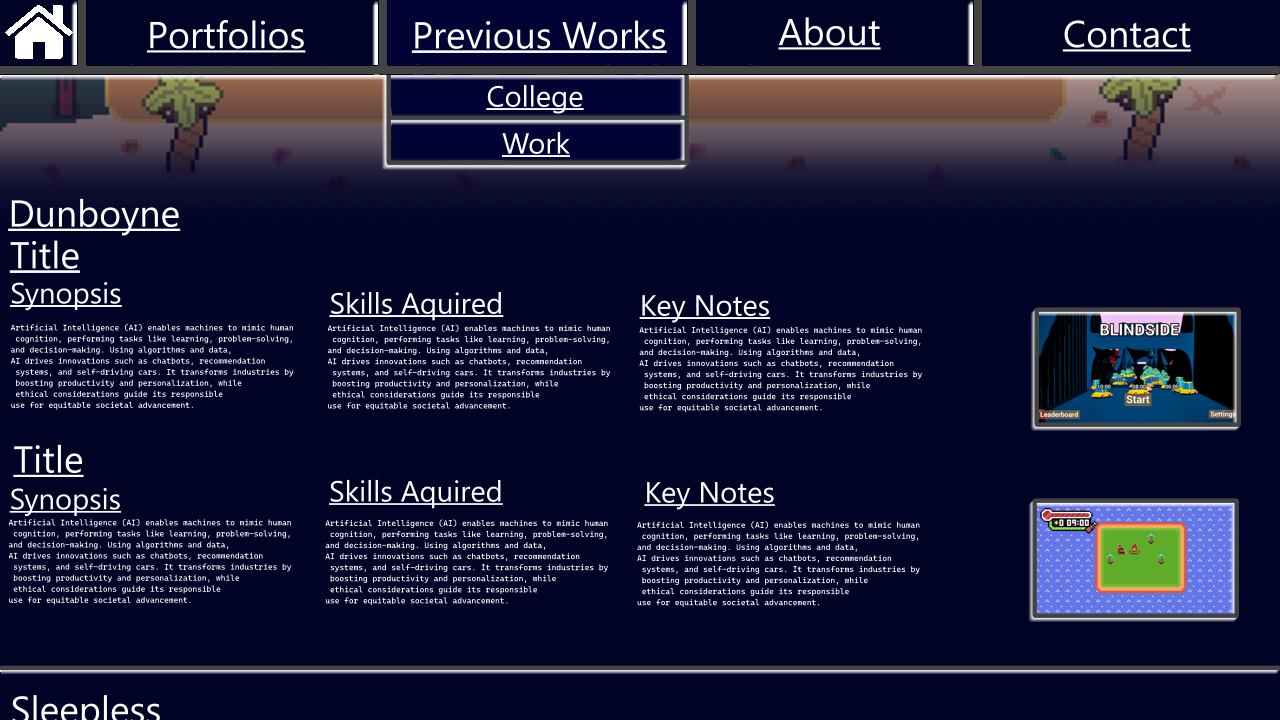 Portfolios
Previous Works
About
Contact
College
Work
Dunboyne
Title
Synopsis
Artificial Intelligence (AI) enables machines to mimic human
cognition, performing tasks like learning, problem-solving,
and decision-making. Using algorithms and data,
AI drives innovations such as chatbots, recommendation
systems, and self-driving cars. It transforms industries by
boosting productivity and personalization, while
ethical considerations guide its responsible
use for equitable societal advancement.
Skills Aquired
Artificial Intelligence (AI) enables machines to mimic human
cognition, performing tasks like learning, problem-solving,
and decision-making. Using algorithms and data,
AI drives innovations such as chatbots, recommendation
systems, and self-driving cars. It transforms industries by
boosting productivity and personalization, while
ethical considerations guide its responsible
use for equitable societal advancement.
Key Notes
Artificial Intelligence (AI) enables machines to mimic human
cognition, performing tasks like learning, problem-solving,
and decision-making. Using algorithms and data,
AI drives innovations such as chatbots, recommendation
systems, and self-driving cars. It transforms industries by
boosting productivity and personalization, while
ethical considerations guide its responsible
use for equitable societal advancement.
BLINDSIDE
Start
Leaderboard
Settings
Title
Synopsis
Artificial Intelligence (AI) enables machines to mimic human
cognition, performing tasks like learning, problem-solving,
and decision-making. Using algorithms and data,
AI drives innovations such as chatbots, recommendation
systems, and self-driving cars. It transforms industries by
boosting productivity and personalization, while
ethical considerations guide its responsible
use for equitable societal advancement.
Skills Aquired
Artificial Intelligence (AI) enables machines to mimic human
cognition, performing tasks like learning, problem-solving,
and decision-making. Using algorithms and data,
AI drives innovations such as chatbots, recommendation
systems, and self-driving cars. It transforms industries by
boosting productivity and personalization, while
ethical considerations guide its responsible
use for equitable societal advancement.
Key Notes
Artificial Intelligence (AI) enables machines to mimic human
cognition, performing tasks like learning, problem-solving,
and decision-making. Using algorithms and data,
AI drives innovations such as chatbots, recommendation
systems, and self-driving cars. It transforms industries by
boosting productivity and personalization, while
ethical considerations guide its responsible
use for equitable societal advancement.
+0 09:00
Sleepless